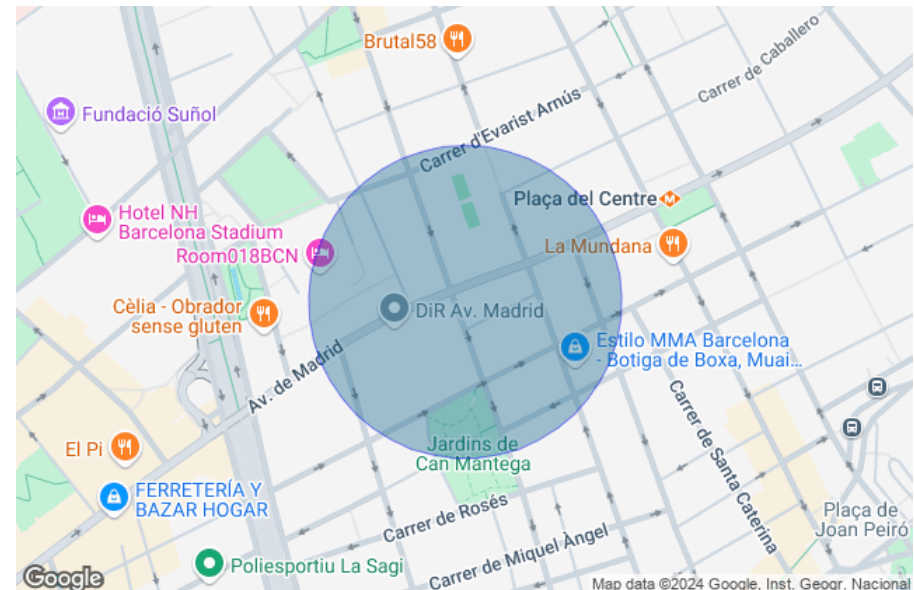 Brutal58
Carrer de Caballero
Fundació Suñol
Carrer d'Evarist Arnús
Plaça del Centre
M
Hotel NH
Barcelona Stadium
Room018BCN
La Mundana
Cèlia - Obrador
sense gluten
DiR Av. Madrid
Estilo MMA Barcelona
- Botiga de Boxa, Muai...
Av. de Madrid
Carrer de Santa Caterina
El Pi
Jardins de
Can Mantega
FERRETERÍA Y
BAZAR HOGAR
Carrer de Rosés
Plaça de
Joan Peiró
Carrer de Miquel Àngel
Poliesportiu La Sagi
Google
Map data ©2024 Google, Inst. Geogr. Nacional